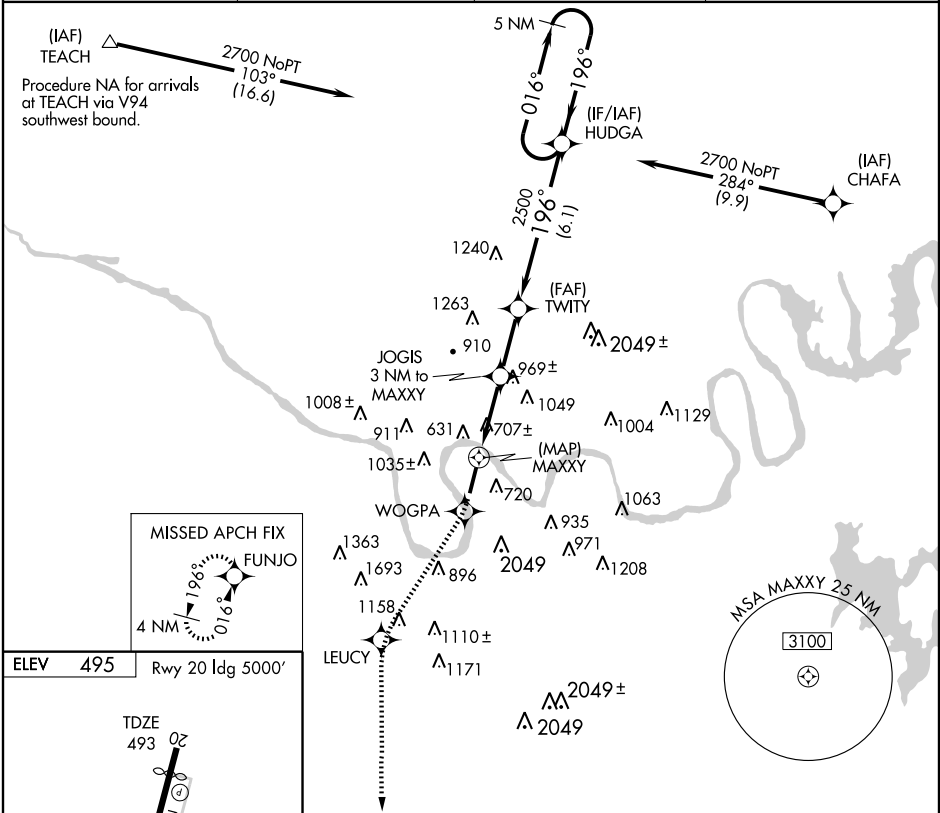 (IAF)
TEACH
2700 NoPT
103°
(16.6)
Procedure NA for arrivals
at TEACH via V94
southwest bound.
5 NM
016°
196°
(IF/IAF)
HUDGA
2700 NoPT
284°
(9.9)
(IAF)
CHAFA
2500
196°
(6.1)
1240
1263
(FAF)
TWITY
910
2049±
JOGIS
3 NM to
MAXXY
969±
1049
1008±
911
631
707±
1004
1129
1035±
(MAP)
MAXXY
720
WOGPA
1063
935
971
2049
1208
1363
1693
896
1158
1110±
LEUCY
1171
2049±
2049
MISSED APCH FIX
FUNJO
196°
016°
4 NM
MSA MAXXY 25 NM
3100
ELEV 495
Rwy 20 ldg 5000'
TDZE
493
20
P